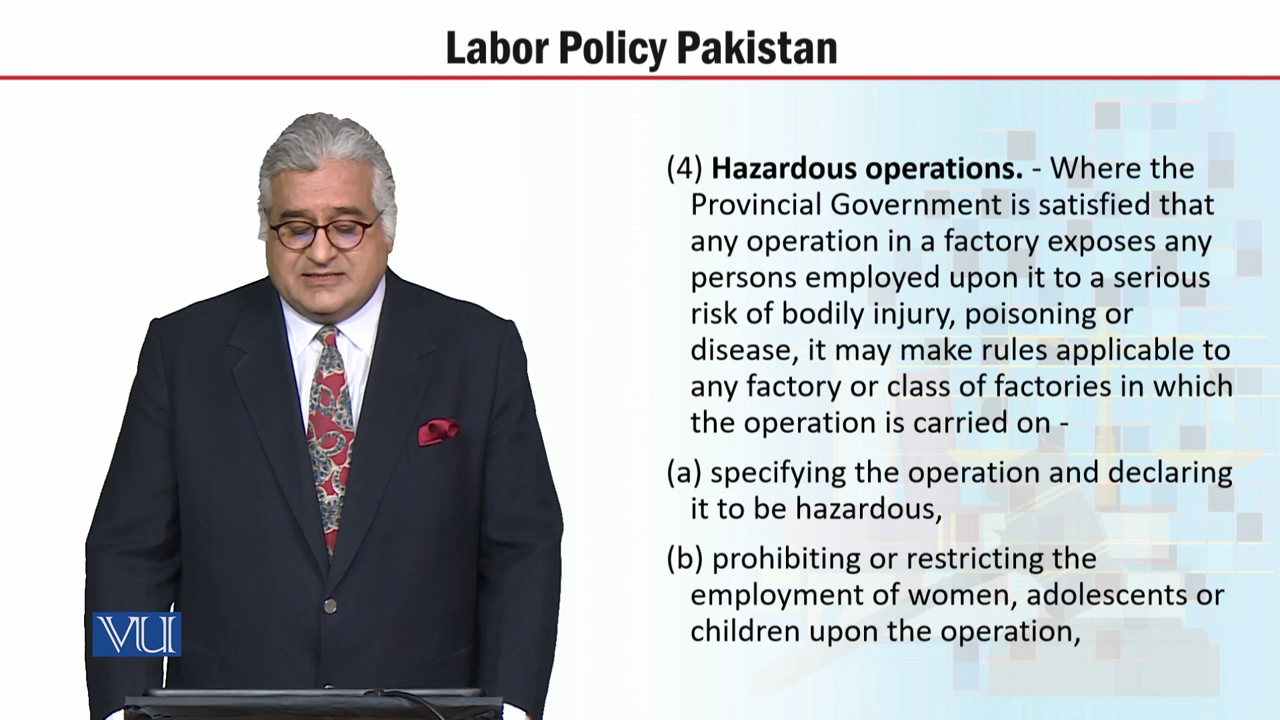 Labor Policy Pakistan
(4) Hazardous operations. - Where the
Provincial Government is satisfied that
any operation in a factory exposes any
persons employed upon it to a serious
risk of bodily injury, poisoning or
disease, it may make rules applicable to
any factory or class of factories in which
the operation is carried on -
(a) specifying the operation and declaring
it to be hazardous,
(b) prohibiting or restricting the
employment of women, adolescents or
children upon the operation,
VU